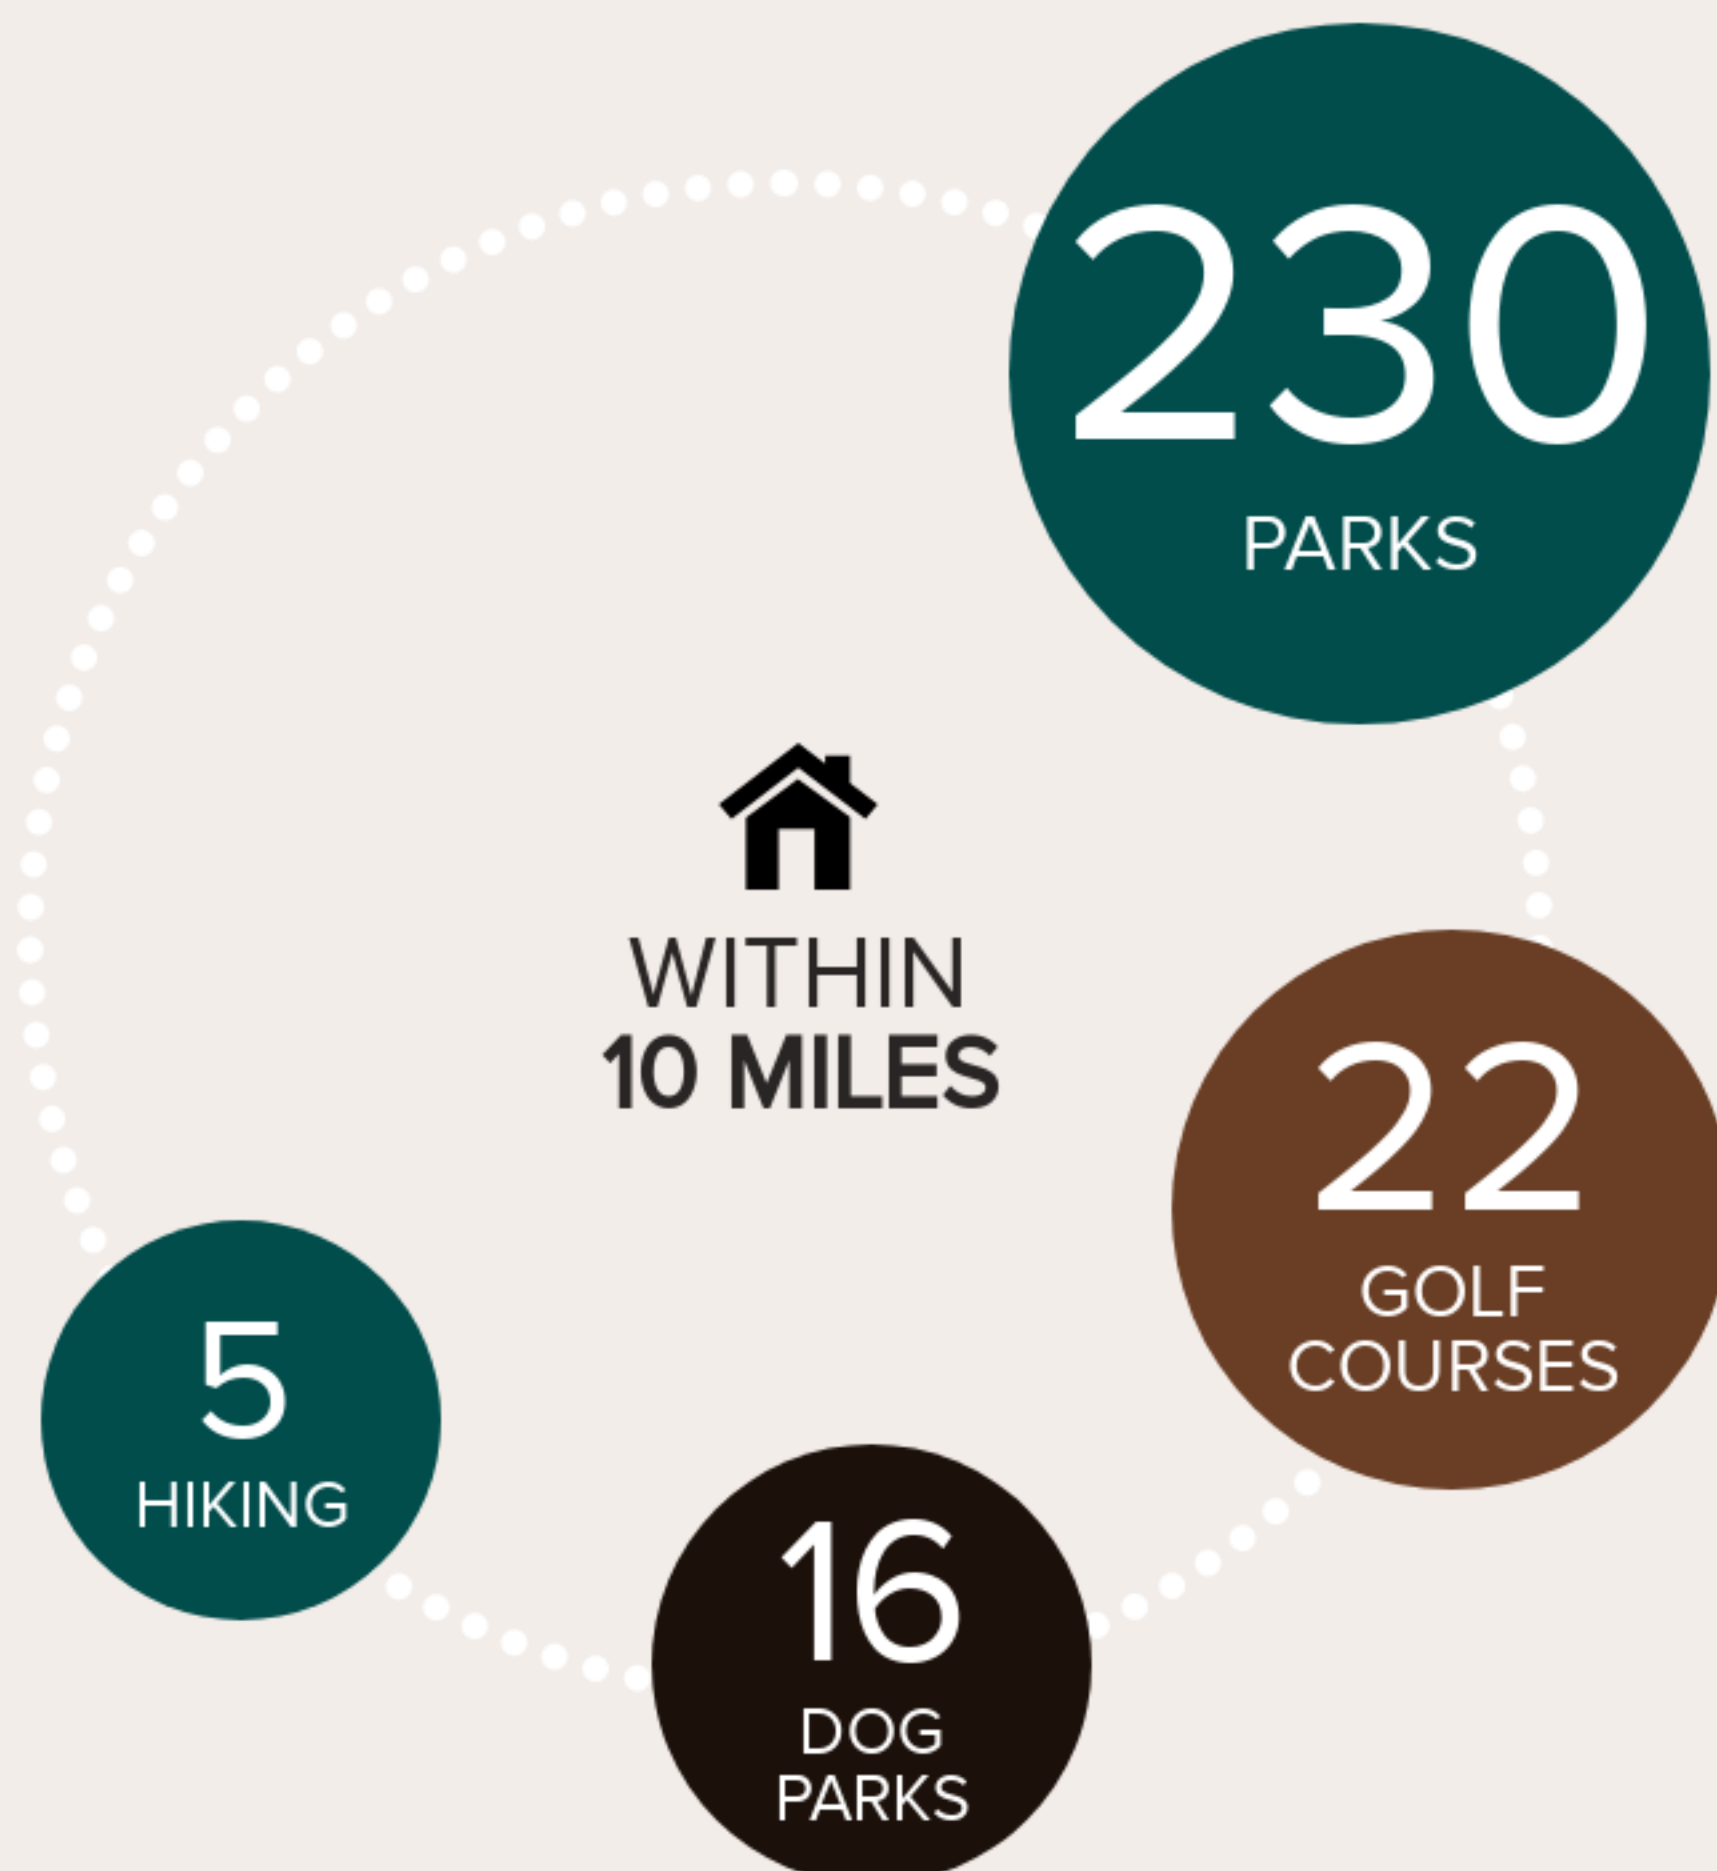 230
PARKS
WITHIN
10 MILES
22
GOLF
COURSES
5
HIKING
16
DOG
PARKS